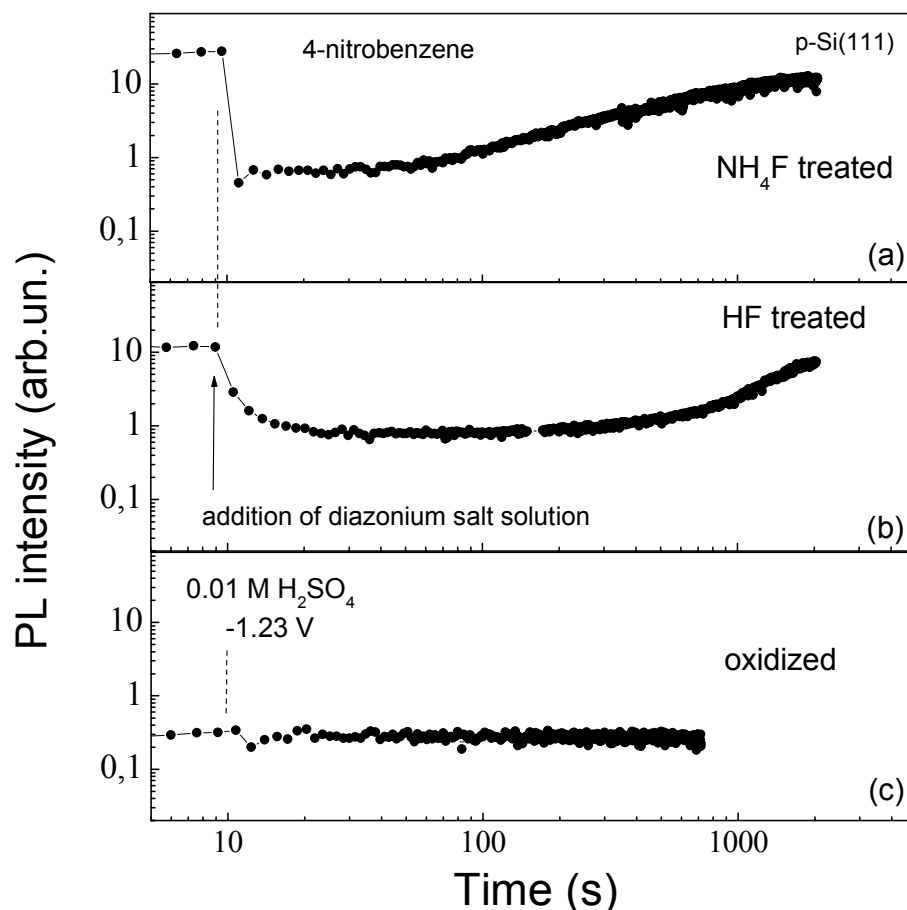 4-nitrobenzene
p-Si(111)
10
1
0,1
NH₄F treated
(a)
HF treated
10
1
0,1
addition of diazonium salt solution
(b)
0.01 M H₂SO₄
-1.23 V
10
1
0,1
oxidized
(c)
10
100
1000
PL intensity (arb.un.)
Time (s)